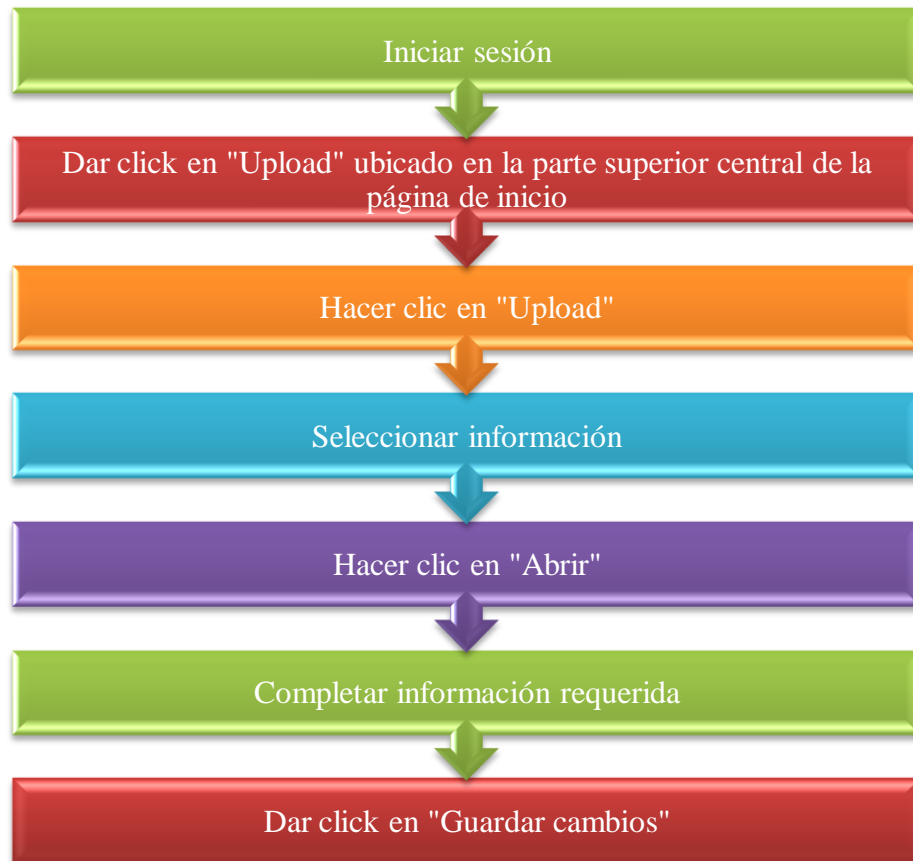 Iniciar sesión
Dar click en "Upload" ubicado en la parte superior central de la
página de inicio
Hacer clic en "Upload"
Seleccionar información
Hacer clic en "Abrir"
Completar información requerida
Dar click en "Guardar cambios"